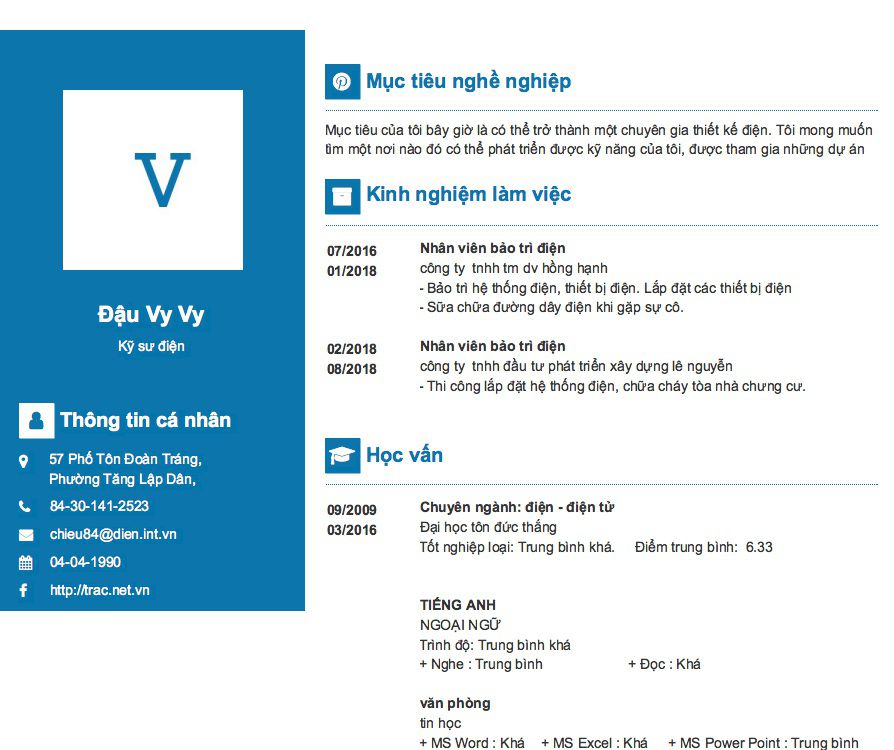 V
Đậu Vy Vy
Kỹ sư điện
Thông tin cá nhân
57 Phố Tôn Đoàn Tráng,
Phường Tăng Lập Dân,
84-30-141-2523
chieu84@dien.int.vn
04-04-1990
http://trac.net.vn
Mục tiêu nghề nghiệp
Mục tiêu của tôi bây giờ là có thể trở thành một chuyên gia thiết kế điện. Tôi mong muốn
tìm một nơi nào đó có thể phát triển được kỹ năng của tôi, được tham gia những dự án
Kinh nghiệm làm việc
07/2016 Nhân viên bảo trì điện
01/2018 công ty tnhh tm dv hồng hạnh
- Bảo trì hệ thống điện, thiết bị điện. Lắp đặt các thiết bị điện
- Sữa chữa đường dây điện khi gặp sự cô.
02/2018 Nhân viên bảo trì điện
08/2018 công ty tnhh đầu tư phát triển xây dựng lê nguyễn
- Thi công lắp đặt hệ thống điện, chữa cháy tòa nhà chưng cư.
Học vấn
09/2009 Chuyên ngành: điện - điện tử
03/2016 Đại học tôn đức thắng
Tốt nghiệp loại: Trung bình khá. Điểm trung bình: 6.33
TIẾNG ANH
NGOẠI NGỮ
Trình độ: Trung bình khá
+ Nghe : Trung bình + Đọc : Khá
văn phòng
tin học
+ MS Word : Khá + MS Excel : Khá + MS Power Point : Trung bình